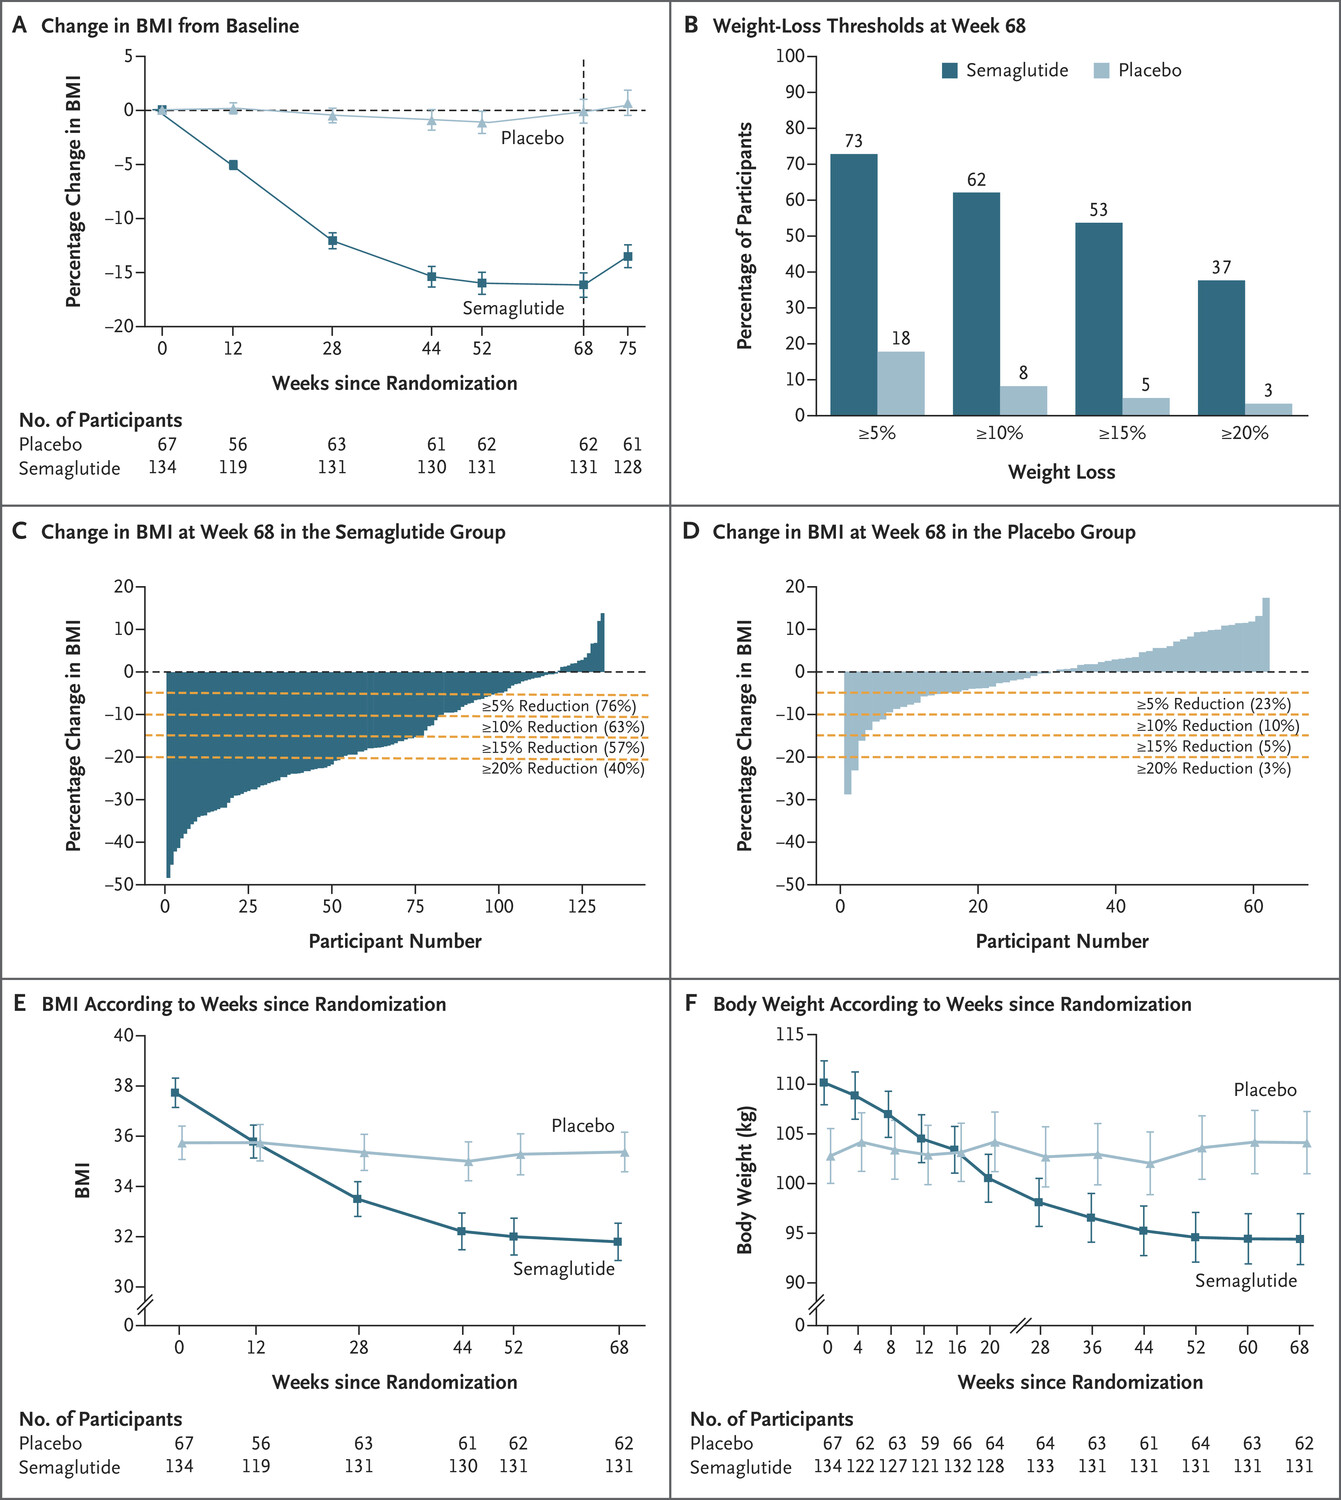 A Change in BMI from Baseline
Percentage Change in BMI
5
0
–5
–10
–15
–20
Placebo
Semaglutide
0 12 28 44 52 68 75
Weeks since Randomization
No. of Participants
Placebo 67 56 63 61 62 62 61
Semaglutide 134 119 131 130 131 131 128
B Weight-Loss Thresholds at Week 68
Semaglutide Placebo
Percentage of Participants
100
90
80
70
60
50
40
30
20
10
0
73
18
62
8
53
5
37
3
≥5% ≥10% ≥15% ≥20%
Weight Loss
C Change in BMI at Week 68 in the Semaglutide Group
Percentage Change in BMI
20
10
0
–10
–20
–30
–40
–50
≥5% Reduction (76%)
≥10% Reduction (63%)
≥15% Reduction (57%)
≥20% Reduction (40%)
0 25 50 75 100 125
Participant Number
D Change in BMI at Week 68 in the Placebo Group
Percentage Change in BMI
20
10
0
–10
–20
–30
–40
–50
≥5% Reduction (23%)
≥10% Reduction (10%)
≥15% Reduction (5%)
≥20% Reduction (3%)
0 20 40 60
Participant Number
E BMI According to Weeks since Randomization
BMI
40
38
36
34
32
30
0
Placebo
Semaglutide
0 12 28 44 52 68
Weeks since Randomization
No. of Participants
Placebo 67 56 63 61 62 62
Semaglutide 134 119 131 130 131 131
F Body Weight According to Weeks since Randomization
Body Weight (kg)
115
110
105
100
95
90
0
Placebo
Semaglutide
0 4 8 12 16 20 28 36 44 52 60 68
Weeks since Randomization
No. of Participants
Placebo 67 62 63 59 66 64 64 63 61 64 63 62
Semaglutide 134 122 127 121 132 128 133 131 131 131 131 131